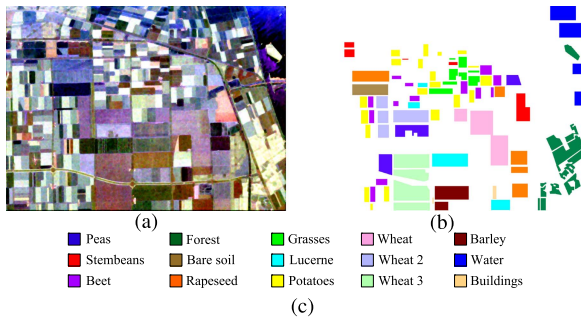 (a) (b)
Peas Forest Grasses Wheat Barley
Stembeans Bare soil Lucerne Wheat 2 Water
Beet Rapeseed Potatoes Wheat 3 Buildings
(c)